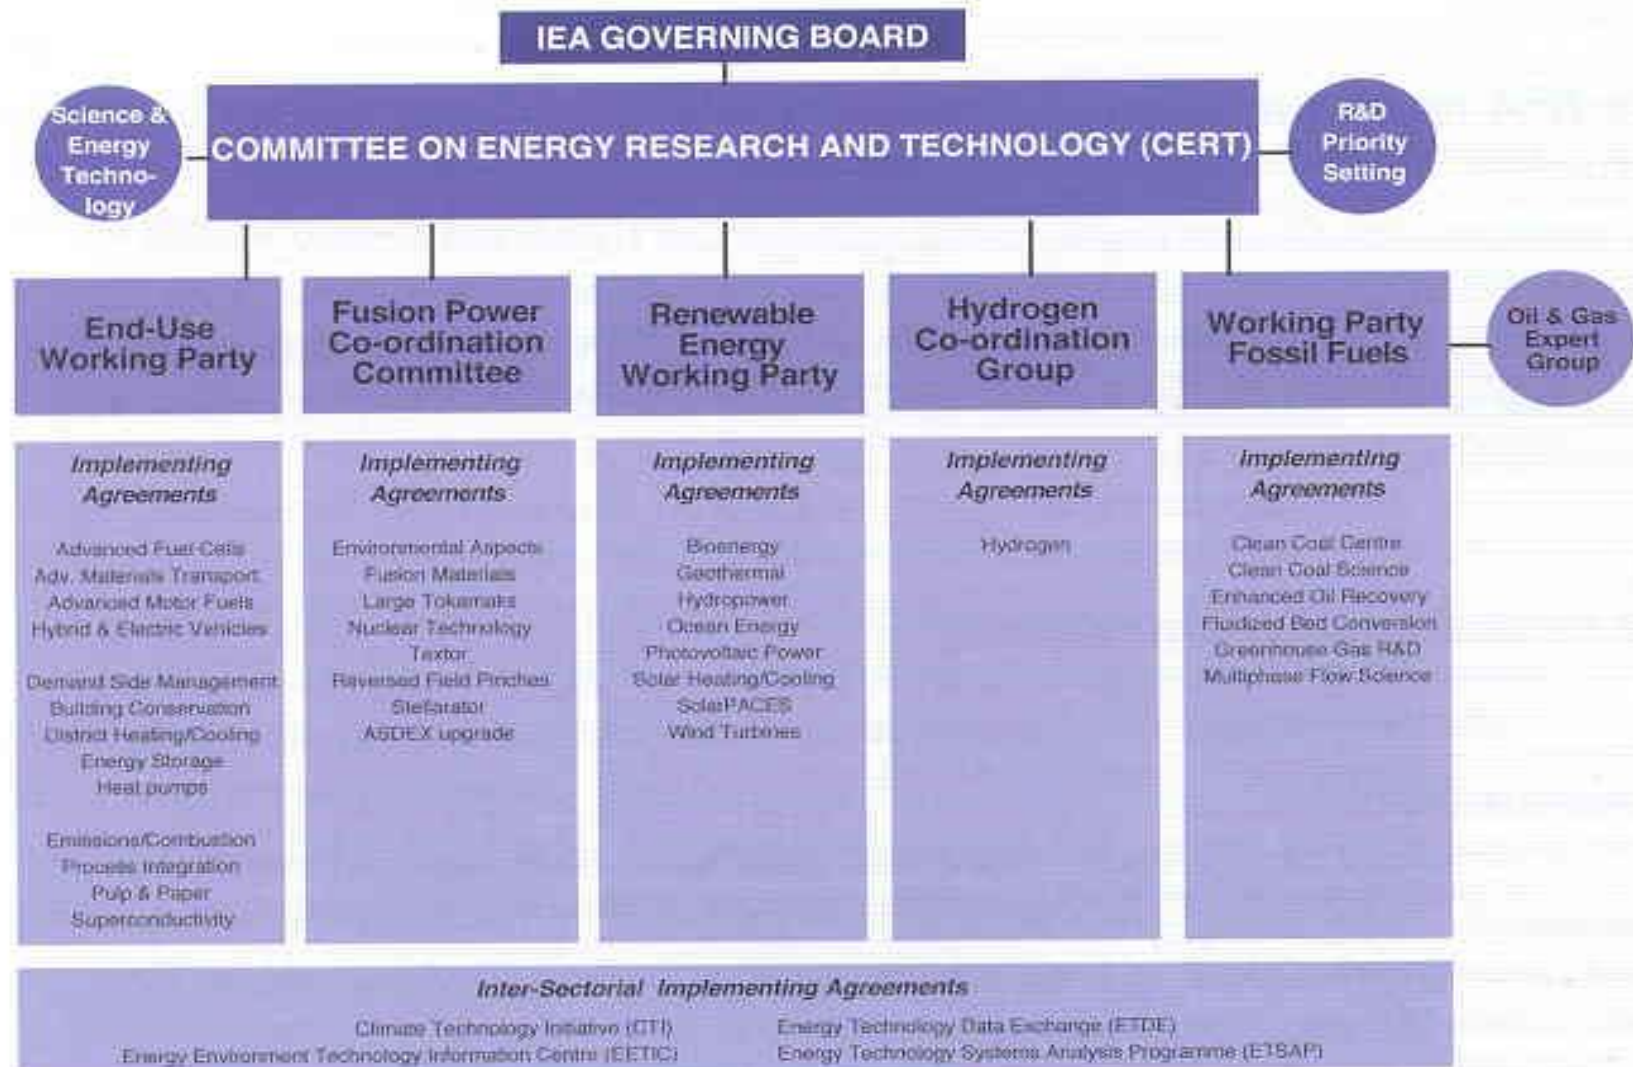 IEA GOVERNING BOARD
Science &
Energy
Techno-
logy
COMMITTEE ON ENERGY RESEARCH AND TECHNOLOGY (CERT)
R&D
Priority
Setting
End-Use
Working Party
Fusion Power
Co-ordination
Committee
Renewable
Energy
Working Party
Hydrogen
Co-ordination
Group
Working Party
Fossil Fuels
Oil & Gas
Expert
Group
Implementing
Agreements
Advanced Fuel Cells
Adv. Materials Transport
Advanced Motor Fuels
Hybrid & Electric Vehicles
Demand Side Management
Building Conservation
District Heating/Cooling
Energy Storage
Heat pumps
Emissions/Combustion
Process Integration
Pulp & Paper
Superconductivity
Implementing
Agreements
Environmental Aspects
Fusion Materials
Large Tokamaks
Nuclear Technology
Textor
Reversed Field Pinches
Stellarator
ASDEX upgrade
Implementing
Agreements
Bioenergy
Geothermal
Hydropower
Ocean Energy
Photovoltaic Power
Solar Heating/Cooling
SolarPACES
Wind Turbines
Implementing
Agreements
Hydrogen
Implementing
Agreements
Clean Coal Centre
Clean Coal Science
Enhanced Oil Recovery
Fluidized Bed Conversion
Greenhouse Gas R&D
Multiphase Flow Science
Inter-Sectorial Implementing Agreements
Climate Technology Initiative (CTI)
Energy Environment Technology Information Centre (EETIC)
Energy Technology Data Exchange (ETDE)
Energy Technology Systems Analysis Programme (ETSAP)